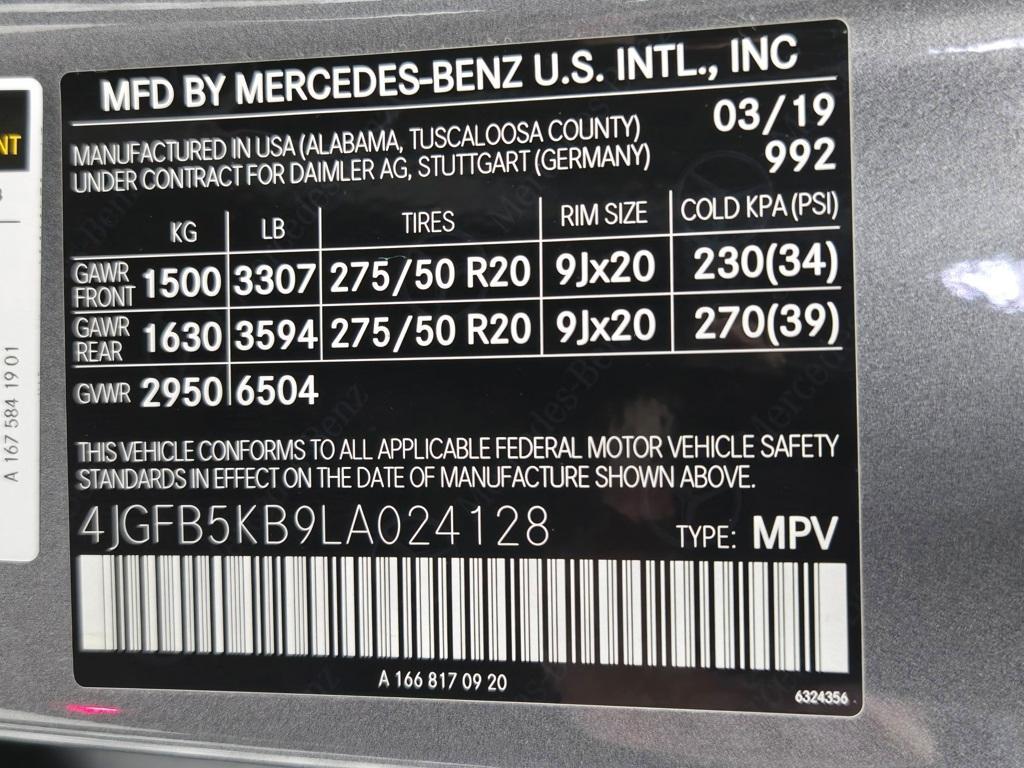 MFD BY MERCEDES-BENZ U.S. INTL., INC
03/19
MANUFACTURED IN USA (ALABAMA, TUSCALOOSA COUNTY)
UNDER CONTRACT FOR DAIMLER AG, STUTTGART (GERMANY)
992
KG LB TIRES RIM SIZE COLD KPA (PSI)
GAWR FRONT 1500 3307 275/50 R20 9Jx20 230(34)
GAWR REAR 1630 3594 275/50 R20 9Jx20 270(39)
GVWR 2950 6504
THIS VEHICLE CONFORMS TO ALL APPLICABLE FEDERAL MOTOR VEHICLE SAFETY
STANDARDS IN EFFECT ON THE DATE OF MANUFACTURE SHOWN ABOVE.
4JGFB5KB9LA024128
TYPE: MPV
A 166 817 09 20
6324356
NT
A 167 584 19 01